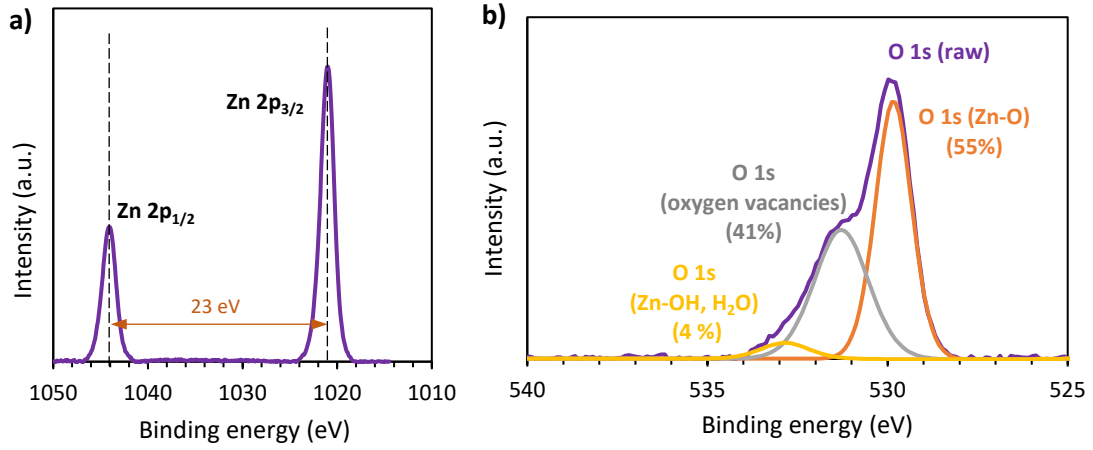 a)
Zn 2p3/2
Zn 2p1/2
23 eV
Intensity (a.u.)
1050
1040
1030
1020
1010
Binding energy (eV)
b)
O 1s (raw)
O 1s (Zn-O)
(55%)
O 1s
(oxygen vacancies)
(41%)
O 1s
(Zn-OH, H2O)
(4 %)
Intensity (a.u.)
540
535
530
525
Binding energy (eV)